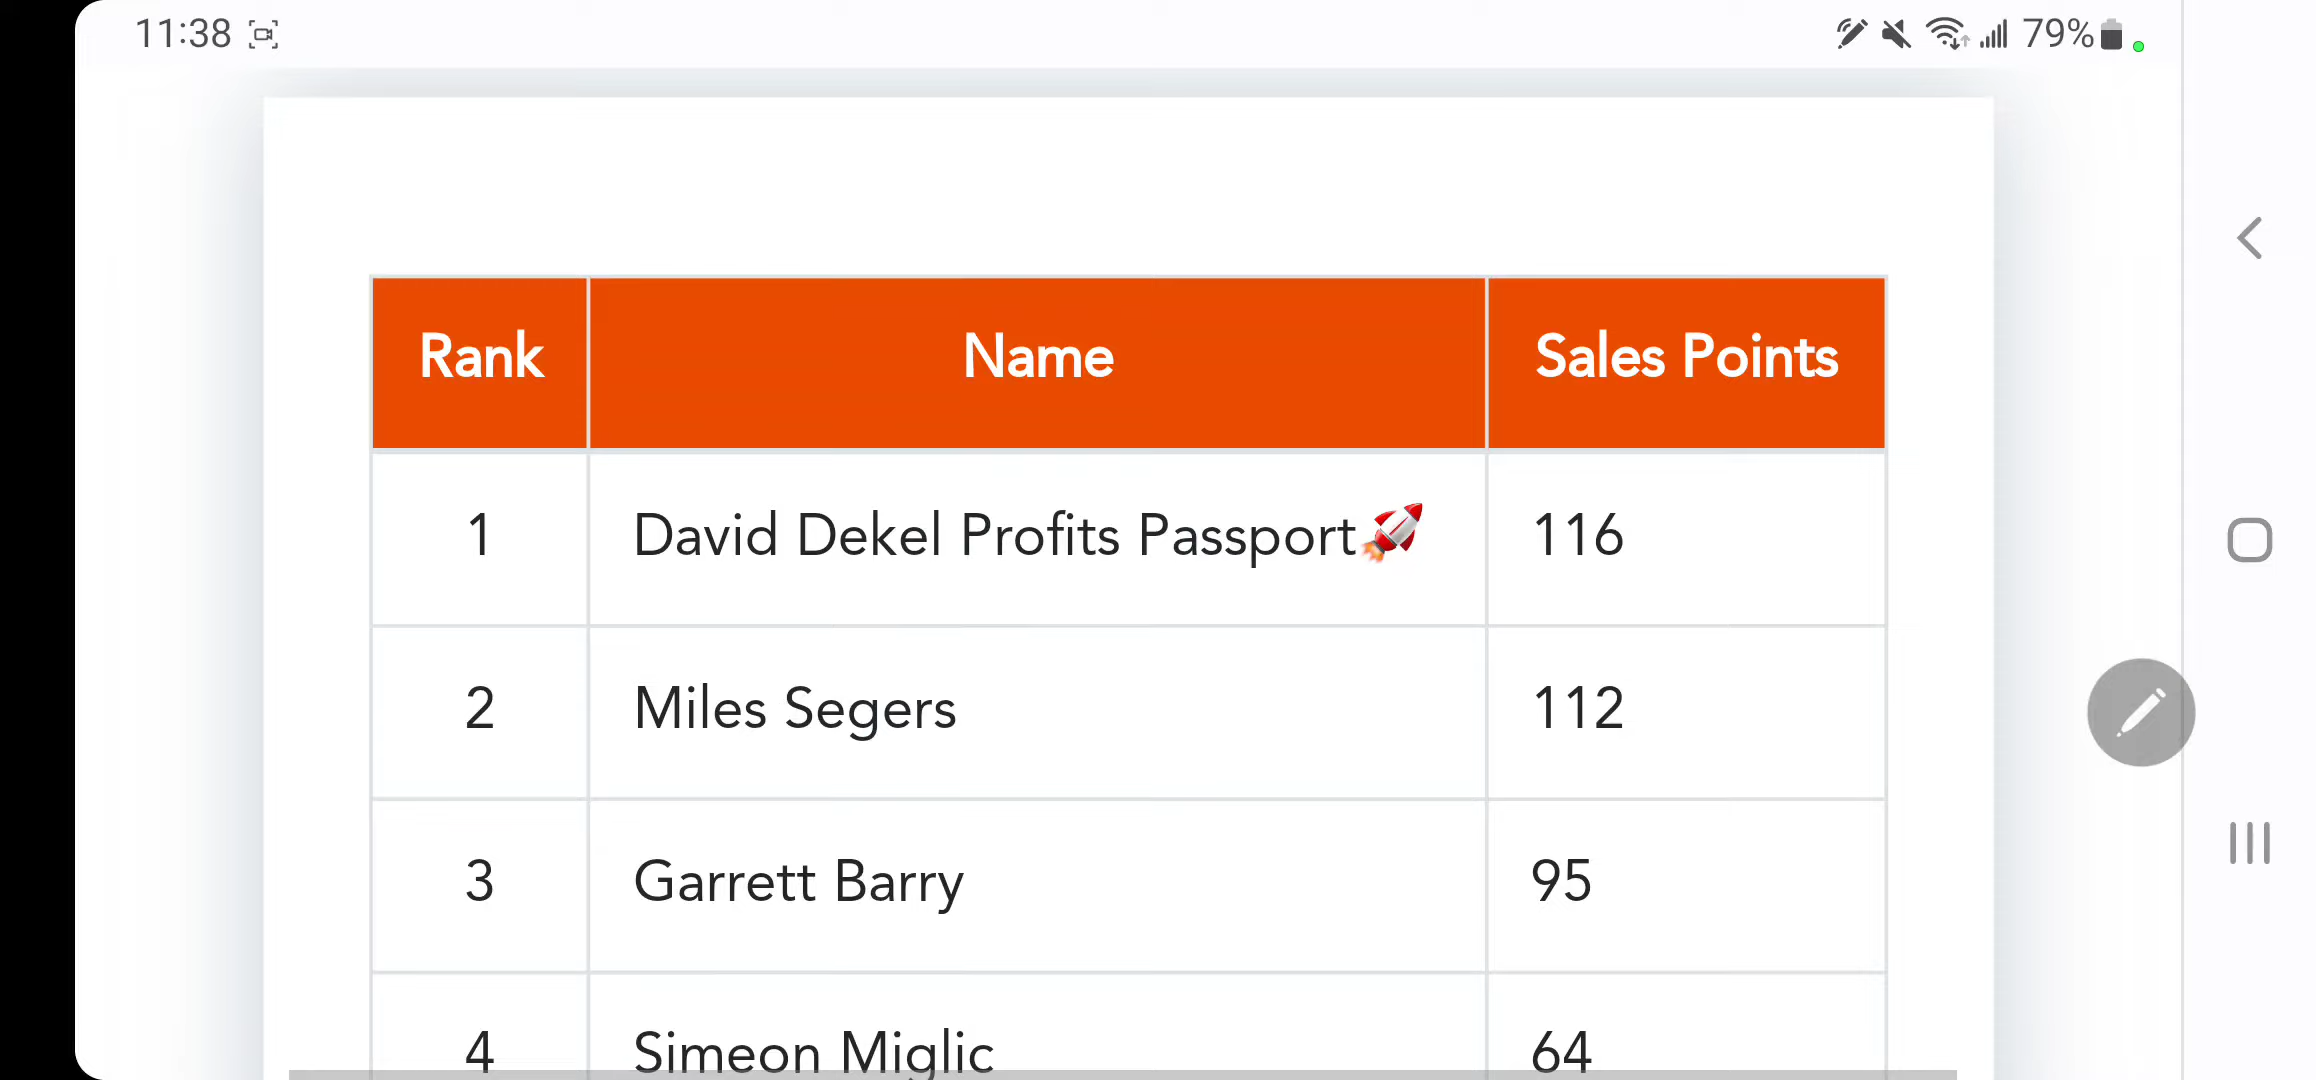 11:38 79%
Rank Name Sales Points
1 David Dekel Profits Passport🚀 116
2 Miles Segers 112
3 Garrett Barry 95
4 Simeon Miglic 64